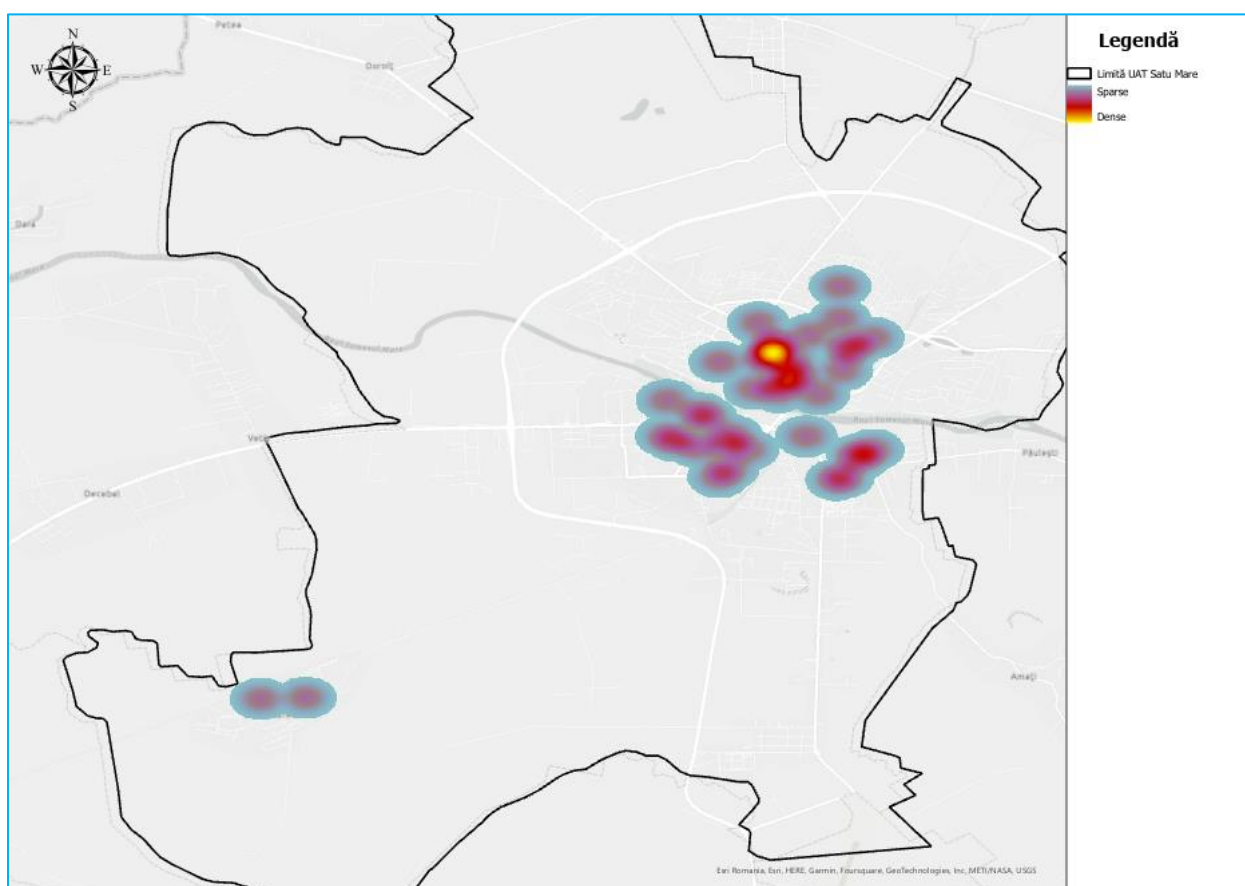 Petea
N
W
E
S
Dorolț
Legendă
Limită UAT Satu Mare
Sparse
Dense
Dara
Decebal
Păulești
Amați
Esri Romania, Esri, HERE, Garmin, Foursquare, GeoTechnologies, Inc, METI/NASA, USGS